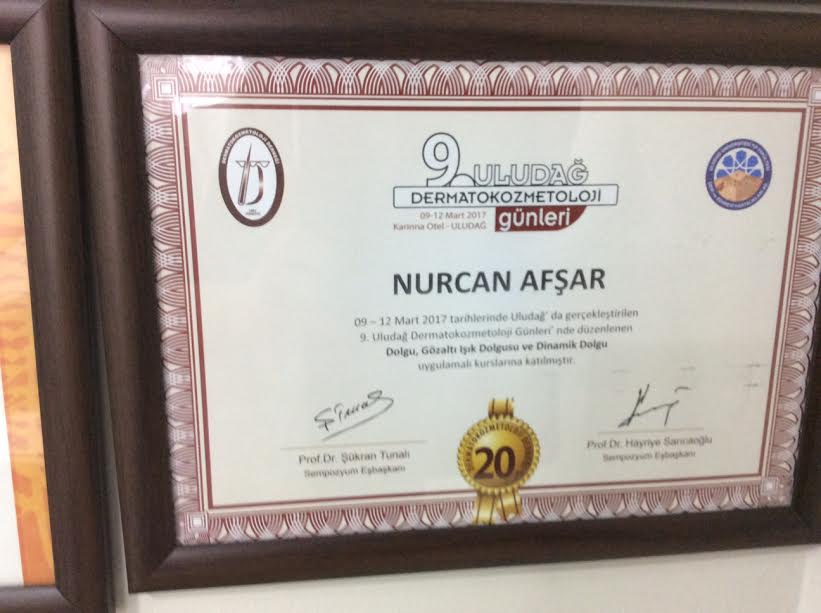 DERMATOKOZMETOLOJİ DERNEĞİ
9. ULUDAĞ
DERMATOKOZMETOLOJİ
09-12 Mart 2017
Karinna Otel - ULUDAĞ
günleri
NURCAN AFŞAR
09 – 12 Mart 2017 tarihlerinde Uludağ' da gerçekleştirilen
9. Uludağ Dermatokozmetoloji Günleri' nde düzenlenen
Dolgu, Gözaltı Işık Dolgusu ve Dinamik Dolgu
uygulamalı kurslarına katılmıştır.
Prof.Dr. Şükran Tunalı
Sempozyum Eşbaşkanı
20
Prof.Dr. Hayriye Sarıcaoğlu
Sempozyum Eşbaşkanı